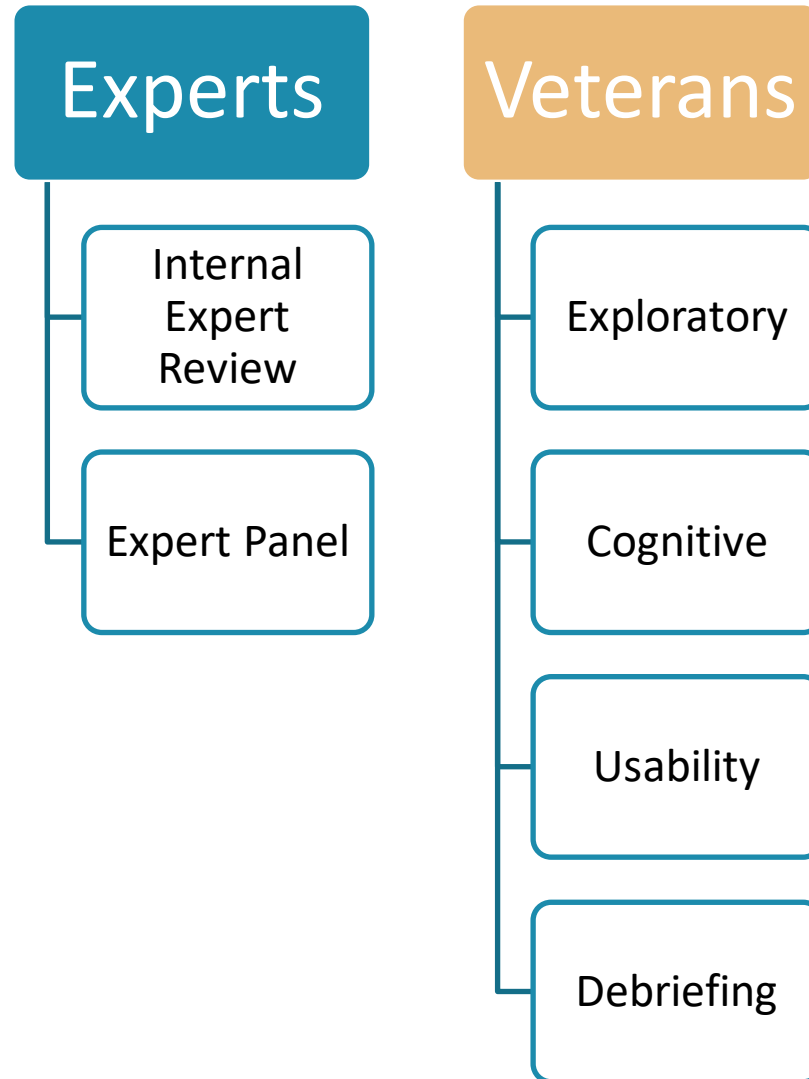 Experts
Internal
Expert
Review
Expert Panel
Veterans
Exploratory
Cognitive
Usability
Debriefing